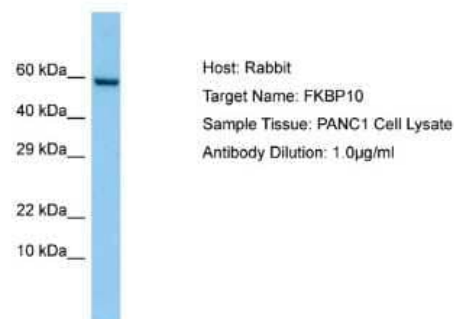 60 kDa
40 kDa
29 kDa
22 kDa
10 kDa
Host: Rabbit
Target Name: FKBP10
Sample Tissue: PANC1 Cell Lysate
Antibody Dilution: 1.0µg/ml